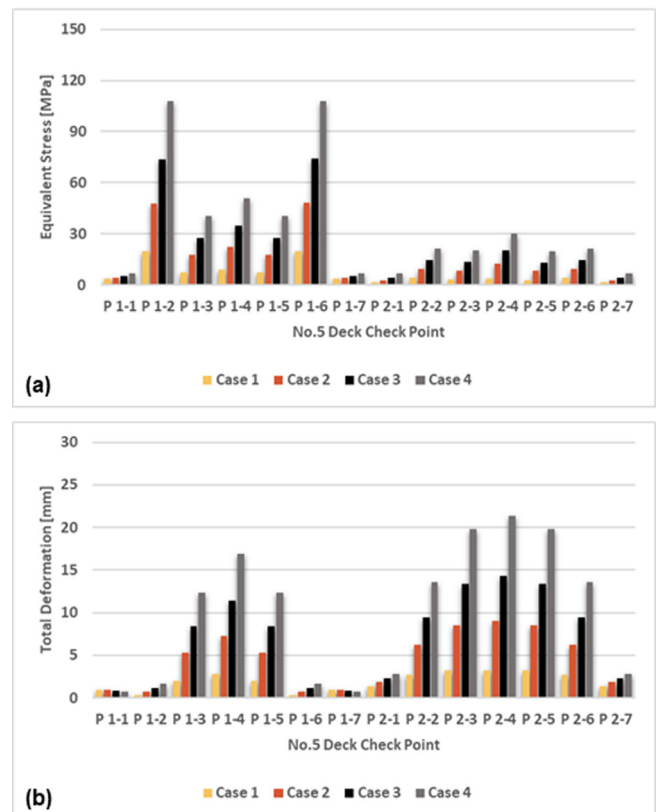 150
120
90
60
30
0
Equivalent Stress [MPa]
P 1-1 P 1-2 P 1-3 P 1-4 P 1-5 P 1-6 P 1-7 P 2-1 P 2-2 P 2-3 P 2-4 P 2-5 P 2-6 P 2-7
No.5 Deck Check Point
(a)
Case 1 Case 2 Case 3 Case 4
30
25
20
15
10
5
0
Total Deformation [mm]
P 1-1 P 1-2 P 1-3 P 1-4 P 1-5 P 1-6 P 1-7 P 2-1 P 2-2 P 2-3 P 2-4 P 2-5 P 2-6 P 2-7
No.5 Deck Check Point
(b)
Case 1 Case 2 Case 3 Case 4